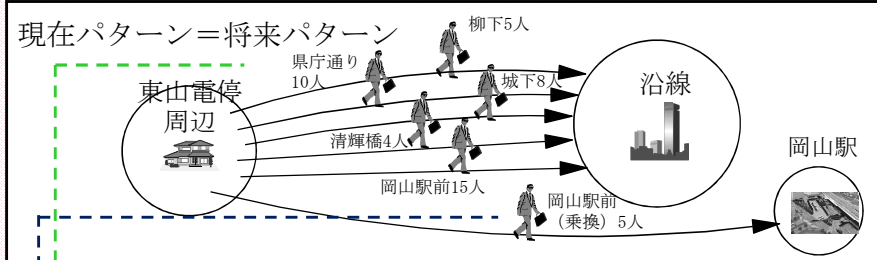 現在パターン=将来パターン
柳下5人
県庁通り
10人
城下8人
東山電停
周辺
沿線
清輝橋4人
岡山駅前15人
岡山駅
岡山駅前
(乗換)5人